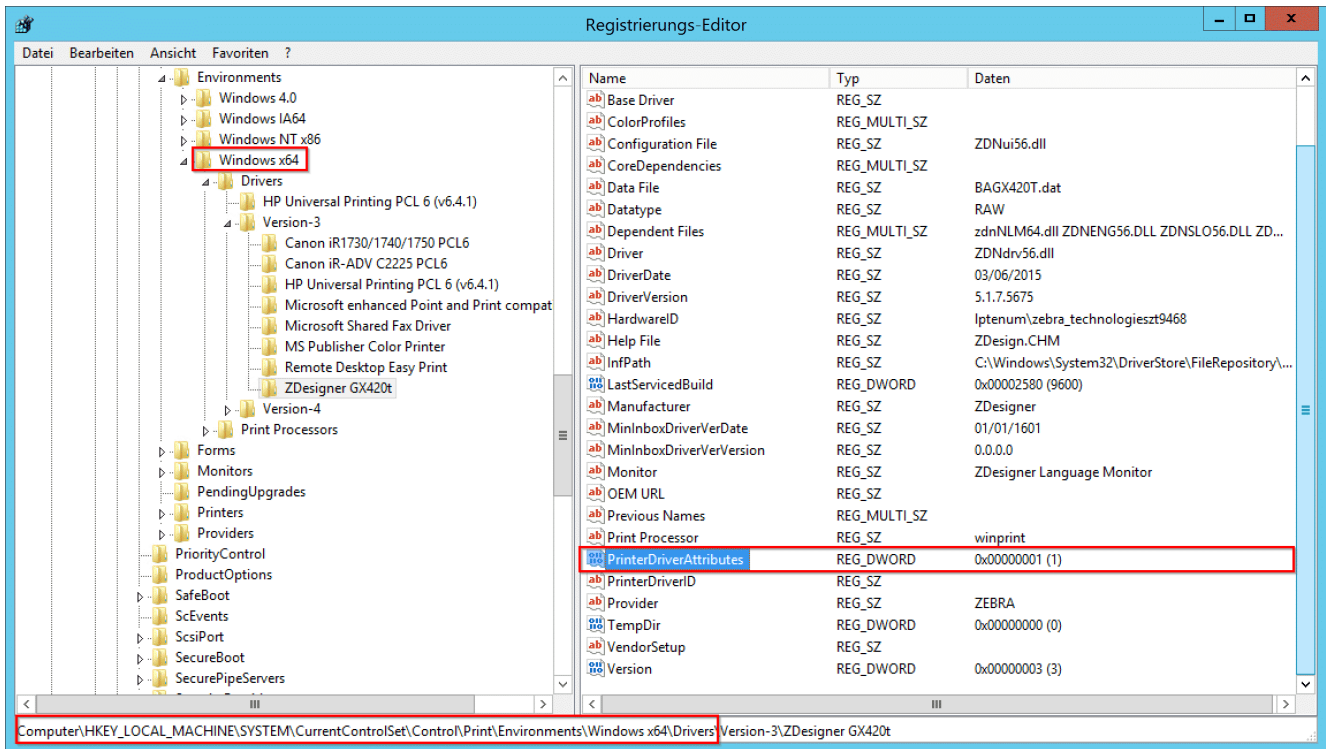 Registrierungs-Editor
Datei Bearbeiten Ansicht Favoriten ?
Environments
Windows 4.0
Windows IA64
Windows NT x86
Windows x64
Drivers
HP Universal Printing PCL 6 (v6.4.1)
Version-3
Canon iR1730/1740/1750 PCL6
Canon iR-ADV C2225 PCL6
HP Universal Printing PCL 6 (v6.4.1)
Microsoft enhanced Point and Print compat
Microsoft Shared Fax Driver
MS Publisher Color Printer
Remote Desktop Easy Print
ZDesigner GX420t
Version-4
Print Processors
Forms
Monitors
PendingUpgrades
Printers
Providers
PriorityControl
ProductOptions
SafeBoot
ScEvents
ScsiPort
SecureBoot
SecurePipeServers
Name Typ Daten
Base Driver REG_SZ
ColorProfiles REG_MULTI_SZ
Configuration File REG_SZ ZDNui56.dll
CoreDependencies REG_MULTI_SZ
Data File REG_SZ BAGX420T.dat
Datatype REG_SZ RAW
Dependent Files REG_MULTI_SZ zdnNLM64.dll ZDNENG56.DLL ZDNSLO56.DLL ZD...
Driver REG_SZ ZDNdrv56.dll
DriverDate REG_SZ 03/06/2015
DriverVersion REG_SZ 5.1.7.5675
HardwareID REG_SZ lptenum\zebra_technologieszt9468
Help File REG_SZ ZDesign.CHM
InfPath REG_SZ C:\Windows\System32\DriverStore\FileRepository\...
LastServicedBuild REG_DWORD 0x00002580 (9600)
Manufacturer REG_SZ ZDesigner
MinInboxDriverVerDate REG_SZ 01/01/1601
MinInboxDriverVerVersion REG_SZ 0.0.0.0
Monitor REG_SZ ZDesigner Language Monitor
OEM URL REG_SZ
Previous Names REG_MULTI_SZ
Print Processor REG_SZ winprint
PrinterDriverAttributes REG_DWORD 0x00000001 (1)
PrinterDriverID REG_SZ
Provider REG_SZ ZEBRA
TempDir REG_DWORD 0x00000000 (0)
VendorSetup REG_SZ
Version REG_DWORD 0x00000003 (3)
Computer\HKEY_LOCAL_MACHINE\SYSTEM\CurrentControlSet\Control\Print\Environments\Windows x64\Drivers\Version-3\ZDesigner GX420t